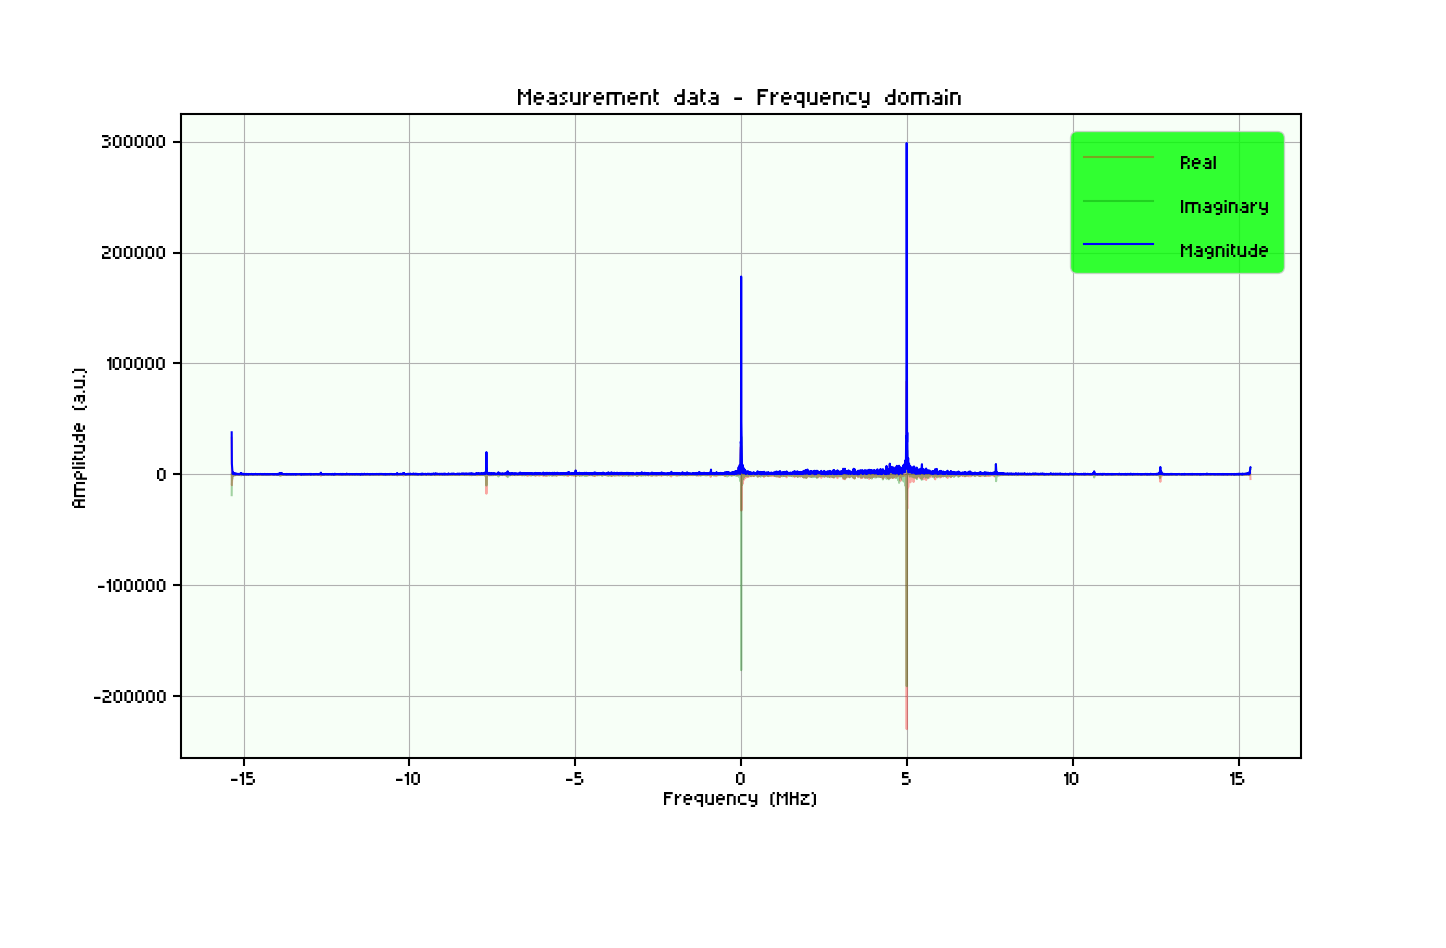 Measurement data - Frequency domain
300000
200000
100000
0
-100000
-200000
Amplitude (a.u.)
Real
Imaginary
Magnitude
-15
-10
-5
0
5
10
15
Frequency (MHz)